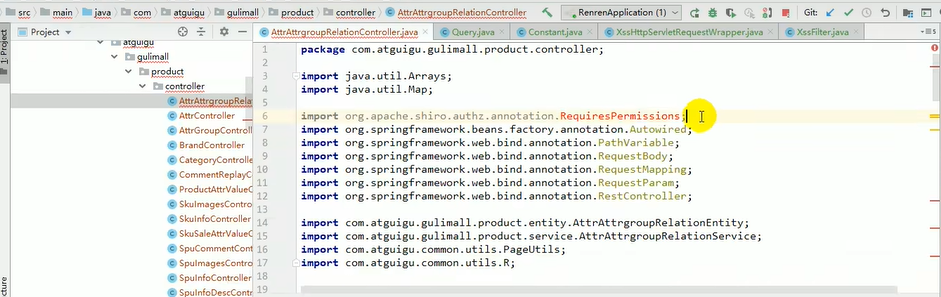 src main java com atguigu gulimall product controller AttrAttrgroupRelationController RenrenApplication (1) Git:
Project AttrAttrgroupRelationController.java Query.java Constant.java XssHttpServletRequestWrapper.java XssFilter.java
1: Project
atguigu
gulimall
product
controller
AttrAttrgroupRela
AttrController
AttrGroupControll
BrandController
CategoryControlle
CommentReplayC
ProductAttrValueC
SkuImagesContro
SkuInfoController
SkuSaleAttrValueC
SpuCommentCon
SpuImagesContro
SpuInfoController
SpuInfoDescContr
cture
1 package com.atguigu.gulimall.product.controller;
2
3 import java.util.Arrays;
4 import java.util.Map;
5
6 import org.apache.shiro.authz.annotation.RequiresPermissions;
7 import org.springframework.beans.factory.annotation.Autowired;
8 import org.springframework.web.bind.annotation.PathVariable;
9 import org.springframework.web.bind.annotation.RequestBody;
10 import org.springframework.web.bind.annotation.RequestMapping;
11 import org.springframework.web.bind.annotation.RequestParam;
12 import org.springframework.web.bind.annotation.RestController;
13
14 import com.atguigu.gulimall.product.entity.AttrAttrgroupRelationEntity;
15 import com.atguigu.gulimall.product.service.AttrAttrgroupRelationService;
16 import com.atguigu.common.utils.PageUtils;
17 import com.atguigu.common.utils.R;
18
19